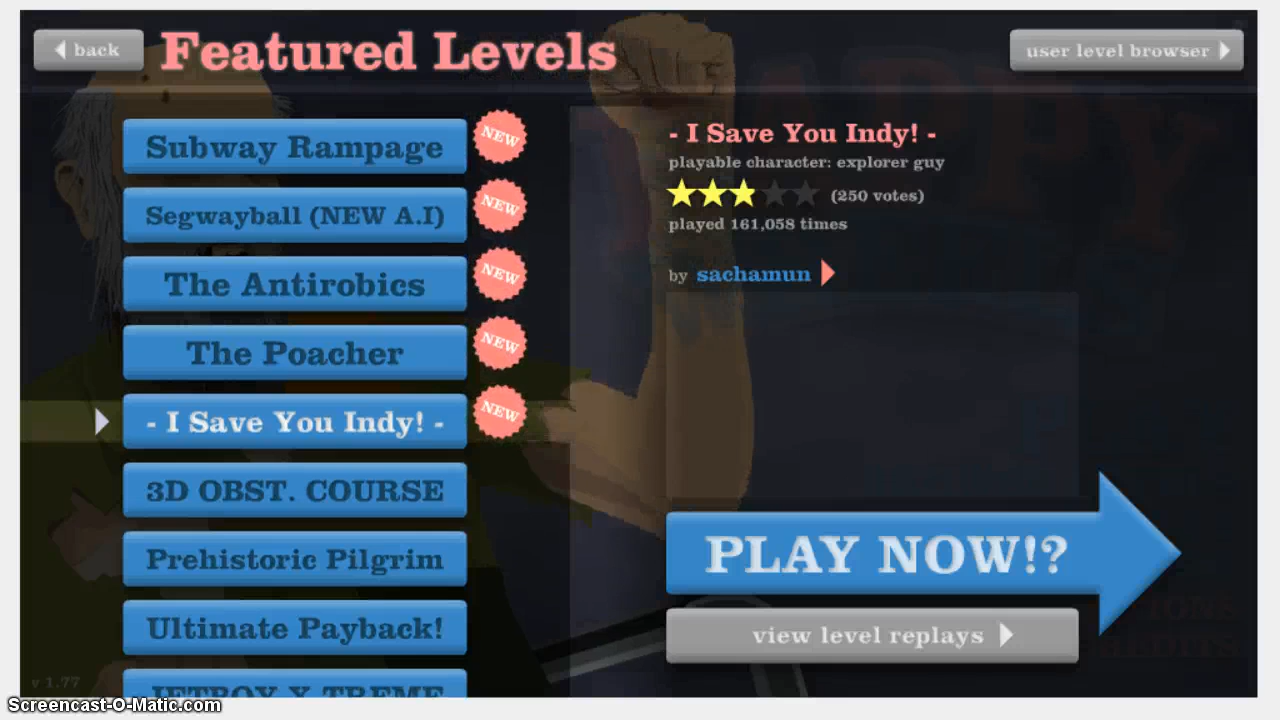 back
Featured Levels
user level browser
Subway Rampage
NEW
Segwayball (NEW A.I)
NEW
The Antirobics
NEW
The Poacher
NEW
- I Save You Indy! -
NEW
3D OBST. COURSE
Prehistoric Pilgrim
Ultimate Payback!
JETBOY X-TREME
- I Save You Indy! -
playable character: explorer guy
(250 votes)
played 161,058 times
by sachamun
PLAY NOW!?
view level replays
v 1.77
Screencast-O-Matic.com